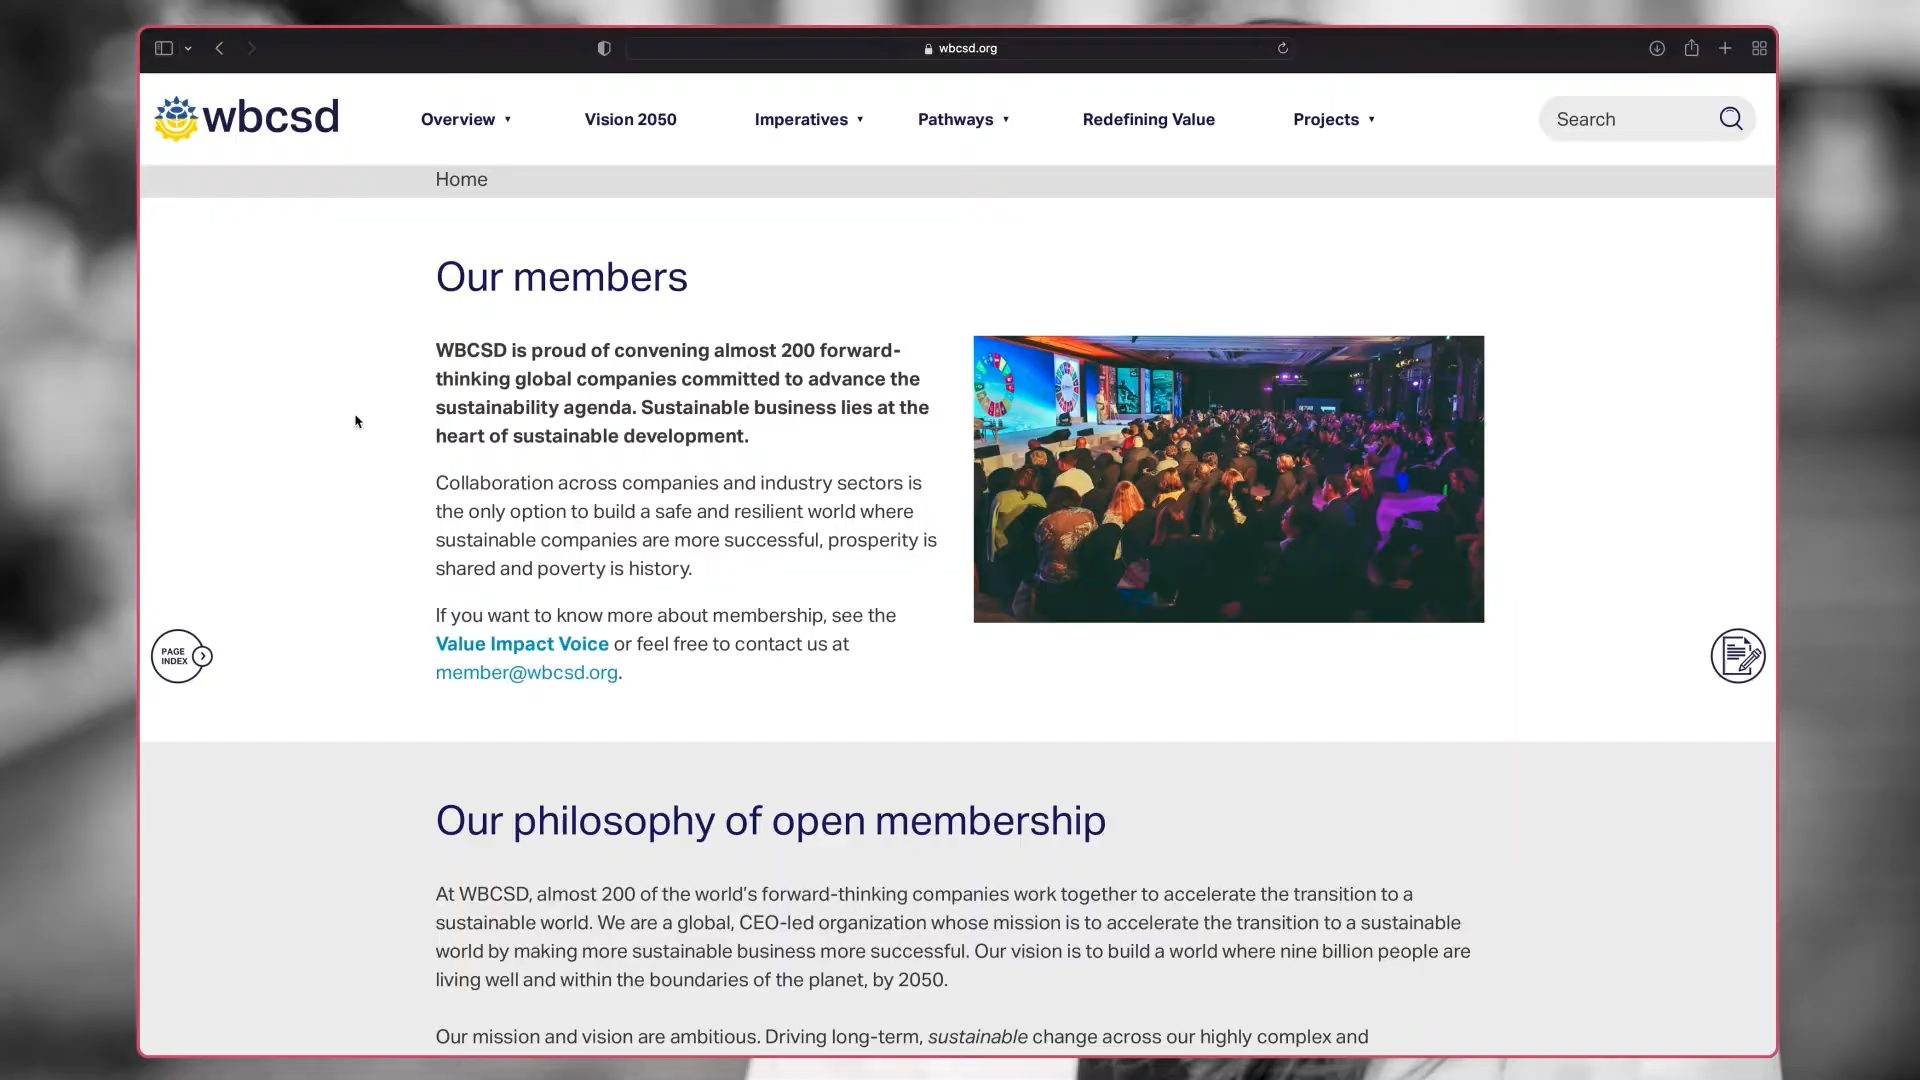 wbcsd.org
wbcsd
Overview
Vision 2050
Imperatives
Pathways
Redefining Value
Projects
Search
Home
Our members
WBCSD is proud of convening almost 200 forward-
thinking global companies committed to advance the
sustainability agenda. Sustainable business lies at the
heart of sustainable development.
Collaboration across companies and industry sectors is
the only option to build a safe and resilient world where
sustainable companies are more successful, prosperity is
shared and poverty is history.
If you want to know more about membership, see the
Value Impact Voice or feel free to contact us at
member@wbcsd.org.
PAGE
INDEX
Our philosophy of open membership
At WBCSD, almost 200 of the world's forward-thinking companies work together to accelerate the transition to a
sustainable world. We are a global, CEO-led organization whose mission is to accelerate the transition to a sustainable
world by making more sustainable business more successful. Our vision is to build a world where nine billion people are
living well and within the boundaries of the planet, by 2050.
Our mission and vision are ambitious. Driving long-term, sustainable change across our highly complex and